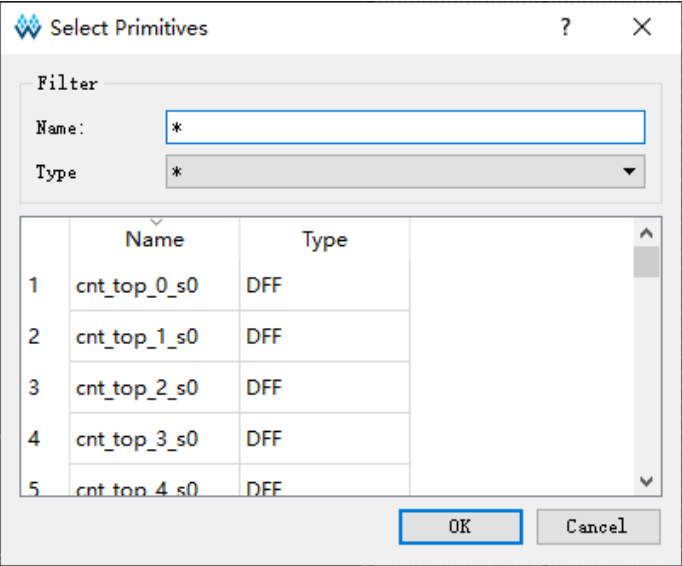 Select Primitives ?
Filter
Name: *
Type *
Name Type
1 cnt_top_0_s0 DFF
2 cnt_top_1_s0 DFF
3 cnt_top_2_s0 DFF
4 cnt_top_3_s0 DFF
5 cnt_top_4_s0 DFF
OK Cancel